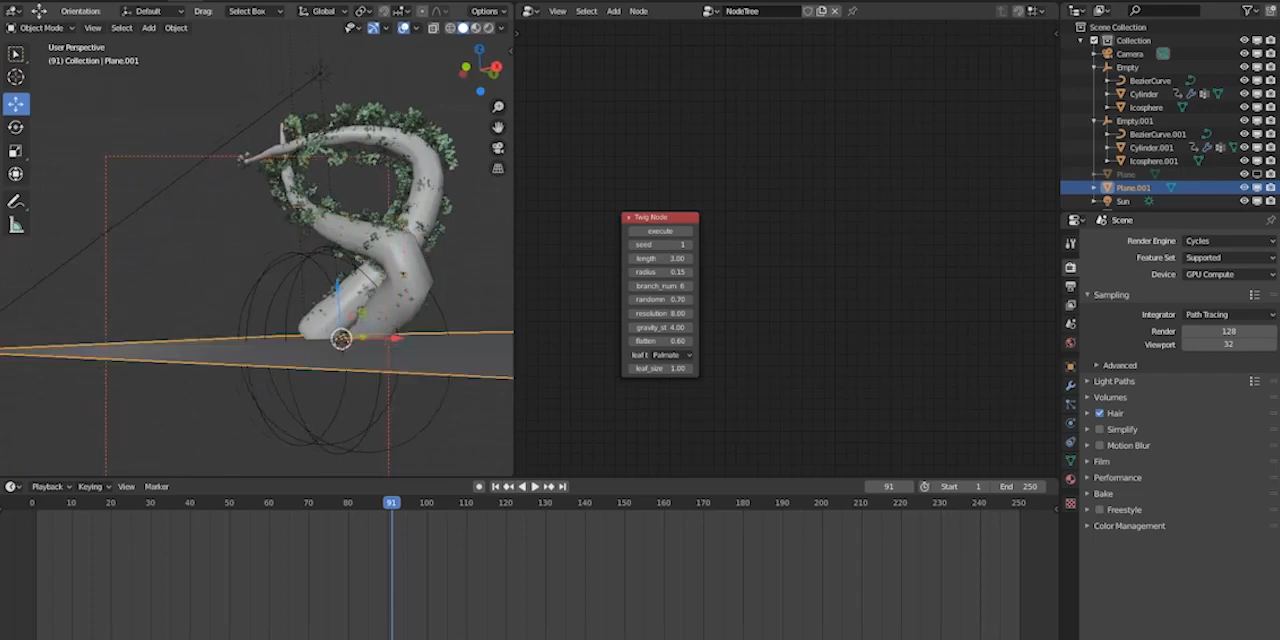 Orientation: Default Drag: Select Box Global Options
Object Mode View Select Add Object
User Perspective
(91) Collection | Plane.001
View Select Add Node NodeTree
Twig Node
execute
seed 1
length 3.00
radius 0.15
branch_num 6
randomn 0.70
resolution 8.00
gravity_st 4.00
flatten 0.60
leaf t Palmate
leaf_size 1.00
Scene Collection
Collection
Camera
Empty
BezierCurve
Cylinder
Icosphere
Empty.001
BezierCurve.001
Cylinder.001
Icosphere.001
Plane
Plane.001
Sun
Scene
Render Engine Cycles
Feature Set Supported
Device GPU Compute
Sampling
Integrator Path Tracing
Render 128
Viewport 32
Advanced
Light Paths
Volumes
Hair
Simplify
Motion Blur
Film
Performance
Bake
Freestyle
Color Management
Playback Keying View Marker 91 Start 1 End 250
0 10 20 30 40 50 60 70 80 91 100 110 120 130 140 150 160 170 180 190 200 210 220 230 240 250